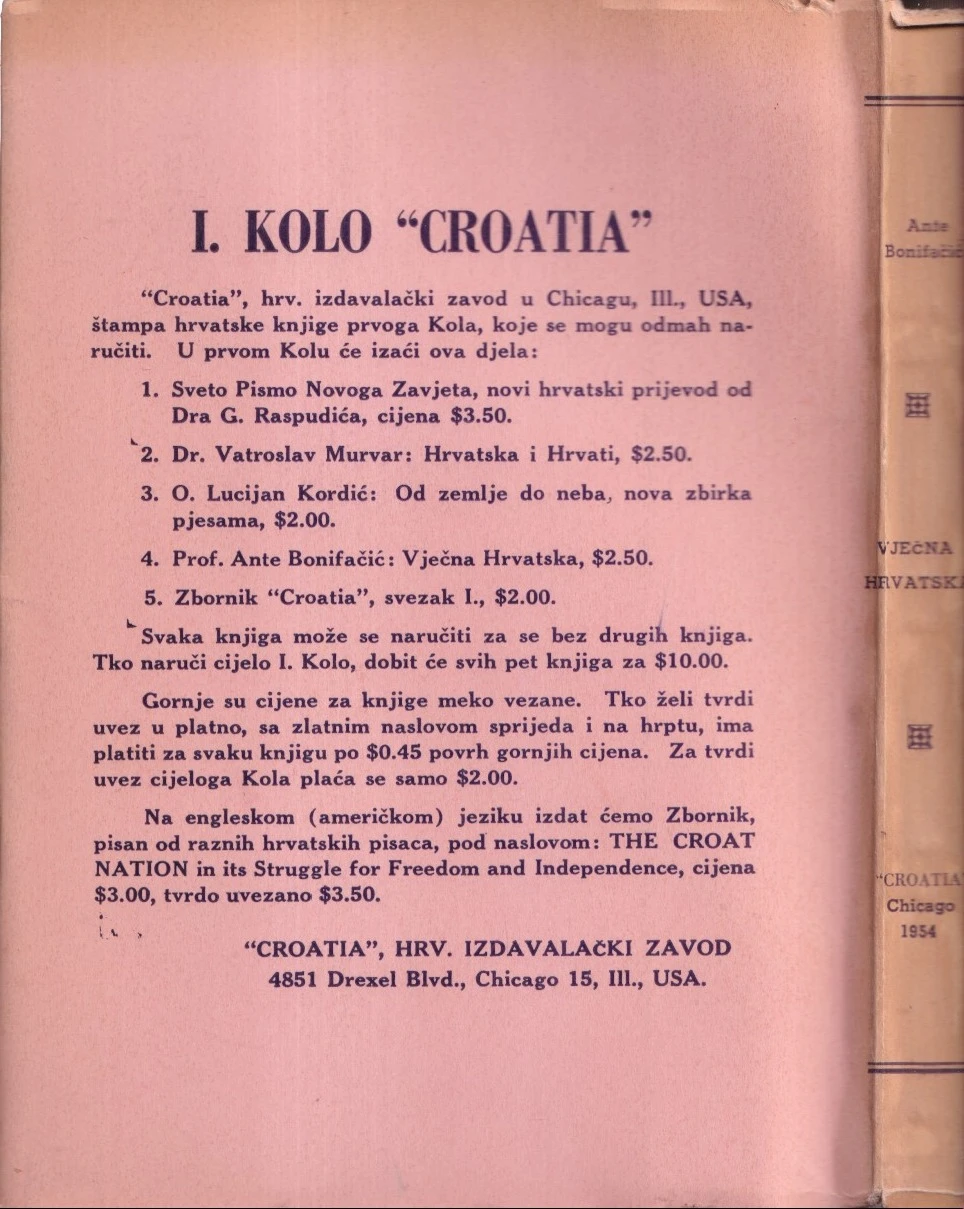 I. KOLO “CROATIA”
“Croatia”, hrv. izdavalački zavod u Chicagu, Ill., USA,
štampa hrvatske knjige prvoga Kola, koje se mogu odmah na-
ručiti. U prvom Kolu će izaći ova djela:
1. Sveto Pismo Novoga Zavjeta, novi hrvatski prijevod od
Dra G. Raspudića, cijena $3.50.
2. Dr. Vatroslav Murvar: Hrvatska i Hrvati, $2.50.
3. O. Lucijan Kordić: Od zemlje do neba, nova zbirka
pjesama, $2.00.
4. Prof. Ante Bonifačić: Vječna Hrvatska, $2.50.
5. Zbornik “Croatia”, svezak I., $2.00.
Svaka knjiga može se naručiti za se bez drugih knjiga.
Tko naruči cijelo I. Kolo, dobit će svih pet knjiga za $10.00.
Gornje su cijene za knjige meko vezane. Tko želi tvrdi
uvez u platno, sa zlatnim naslovom sprijeda i na hrptu, ima
platiti za svaku knjigu po $0.45 povrh gornjih cijena. Za tvrdi
uvez cijeloga Kola plaća se samo $2.00.
Na engleskom (američkom) jeziku izdat ćemo Zbornik,
pisan od raznih hrvatskih pisaca, pod naslovom: THE CROAT
NATION in its Struggle for Freedom and Independence, cijena
$3.00, tvrdo uvezano $3.50.
“CROATIA”, HRV. IZDAVALAČKI ZAVOD
4851 Drexel Blvd., Chicago 15, Ill., USA.
Ante
Bonifačić
VJEČNA
HRVATSKA
“CROATIA”
Chicago
1954